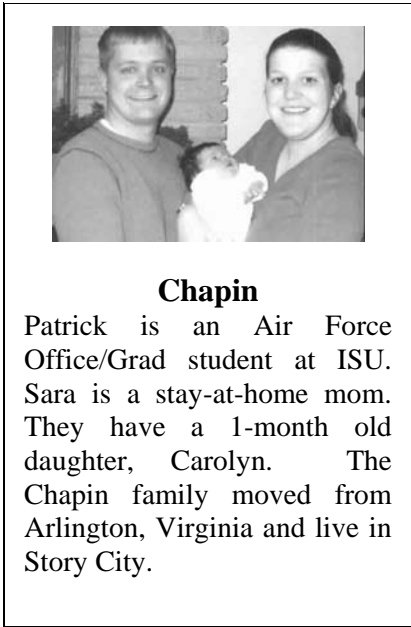 Chapin
Patrick is an Air Force
Office/Grad student at ISU.
Sara is a stay-at-home mom.
They have a 1-month old
daughter, Carolyn. The
Chapin family moved from
Arlington, Virginia and live in
Story City.